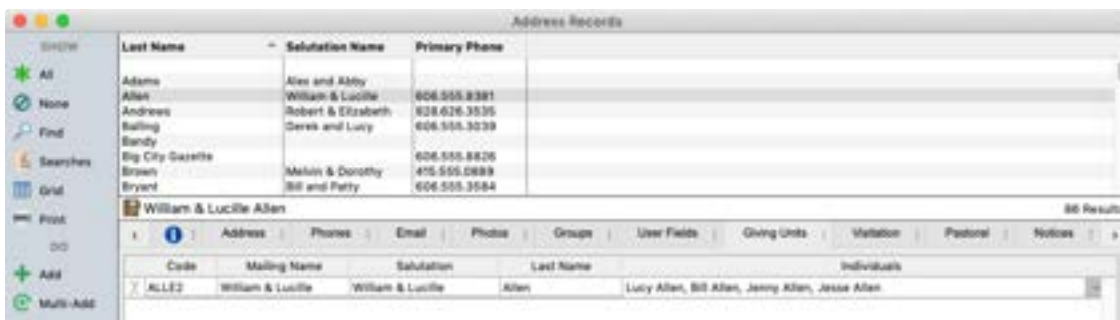 Address Records
SHOW
All
None
Find
Searches
Grid
Print
DO
Add
Multi-Add
Last Name Salutation Name Primary Phone
Adams Alex and Abby
Allen William & Lucille 606.555.8381
Andrews Robert & Elizabeth 828.626.3535
Balling Derek and Lucy 606.555.3039
Bandy
Big City Gazette 606.555.8826
Brown Melvin & Dorothy 415.555.0889
Bryant Bill and Patty 606.555.3584
William & Lucille Allen 86 Results
Address Phones Email Photos Groups User Fields Giving Units Visitation Pastoral Notices
Code Mailing Name Salutation Last Name Individuals
ALLE2 William & Lucille William & Lucille Allen Lucy Allen, Bill Allen, Jenny Allen, Jesse Allen